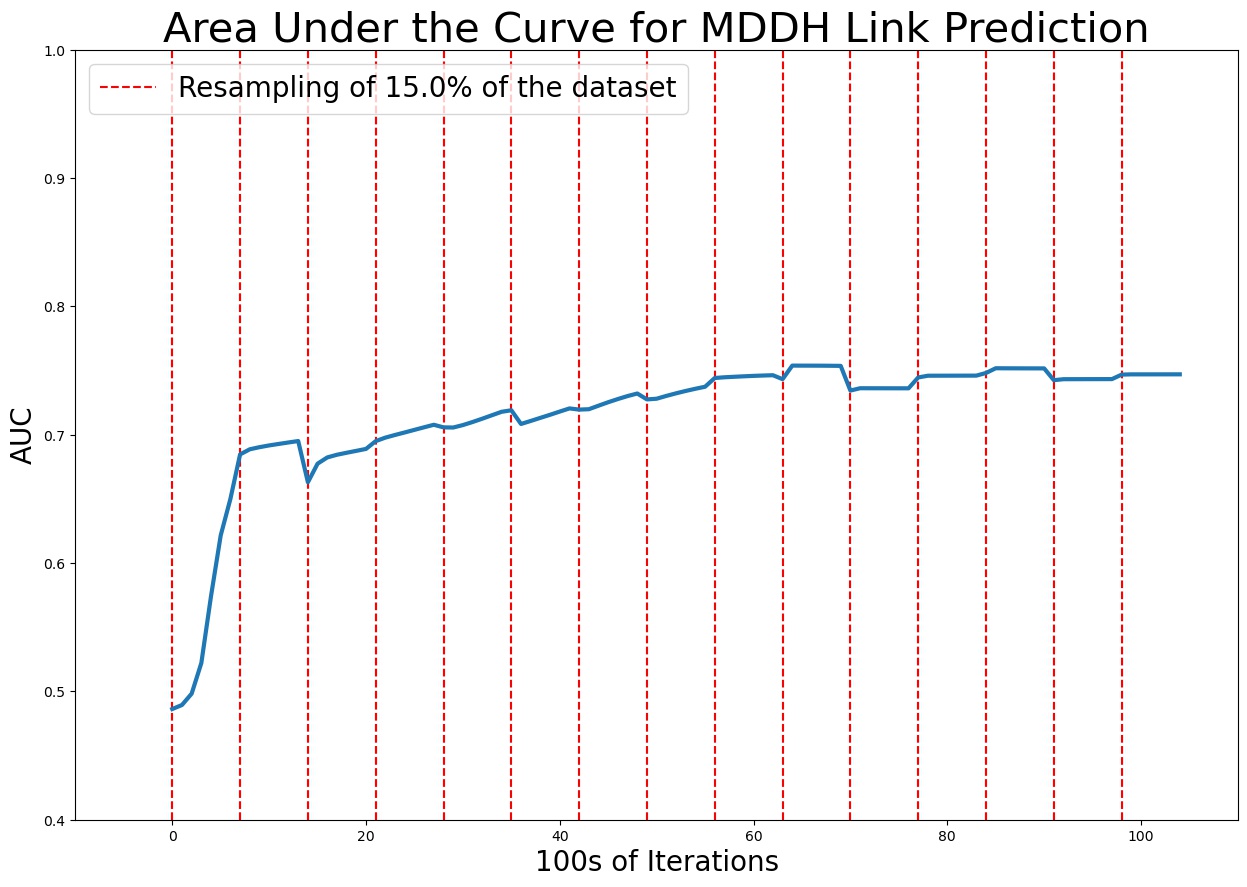 Area Under the Curve for MDDH Link Prediction
Resampling of 15.0% of the dataset
1.0
0.9
0.8
0.7
0.6
0.5
0.4
AUC
0 20 40 60 80 100
100s of Iterations